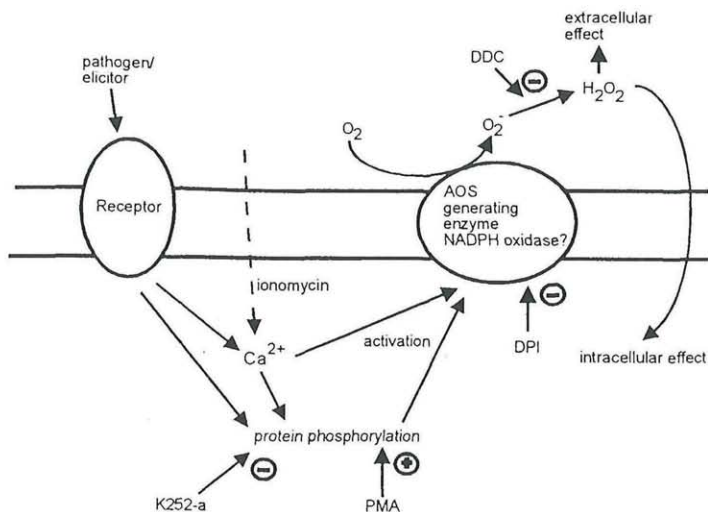 extracellular
effect
pathogen/
elicitor
DDC
⊖
H₂O₂
O₂
O₂⁻
Receptor
AOS
generating
enzyme
NADPH oxidase?
ionomycin
⊖
Ca²⁺
activation
DPI
intracellular effect
protein phosphorylation
⊖
⊕
K252-a
PMA